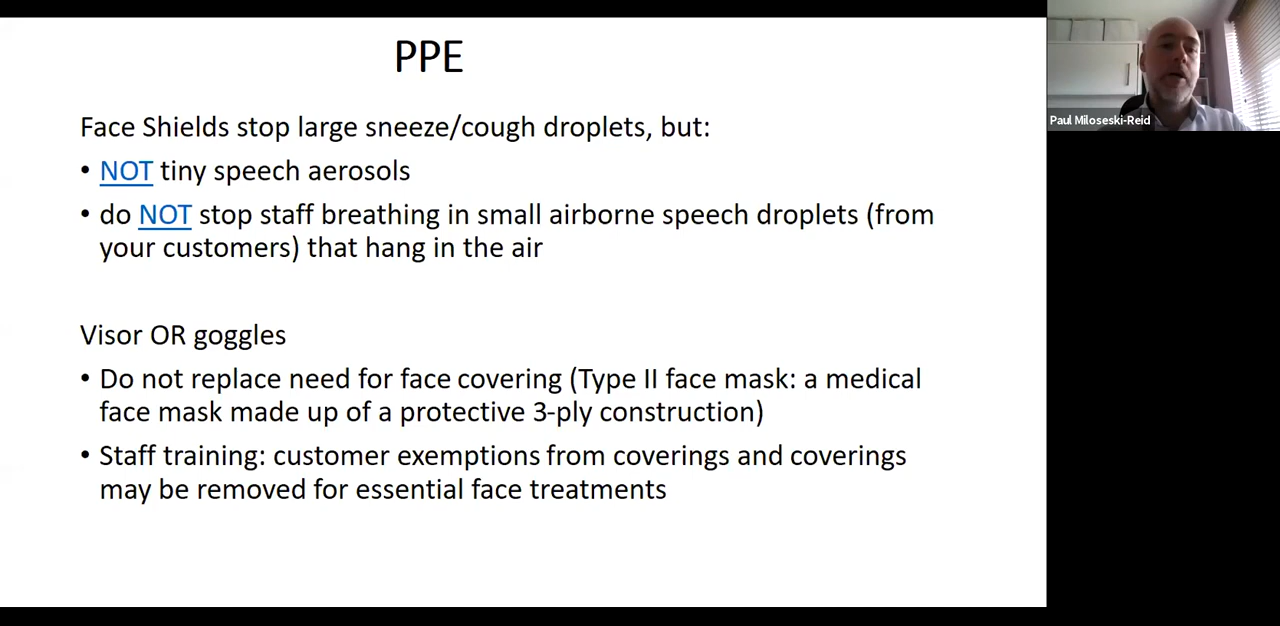 PPE
Face Shields stop large sneeze/cough droplets, but:
• NOT tiny speech aerosols
• do NOT stop staff breathing in small airborne speech droplets (from
your customers) that hang in the air
Visor OR goggles
• Do not replace need for face covering (Type II face mask: a medical
face mask made up of a protective 3-ply construction)
• Staff training: customer exemptions from coverings and coverings
may be removed for essential face treatments
Paul Miloseski-Reid